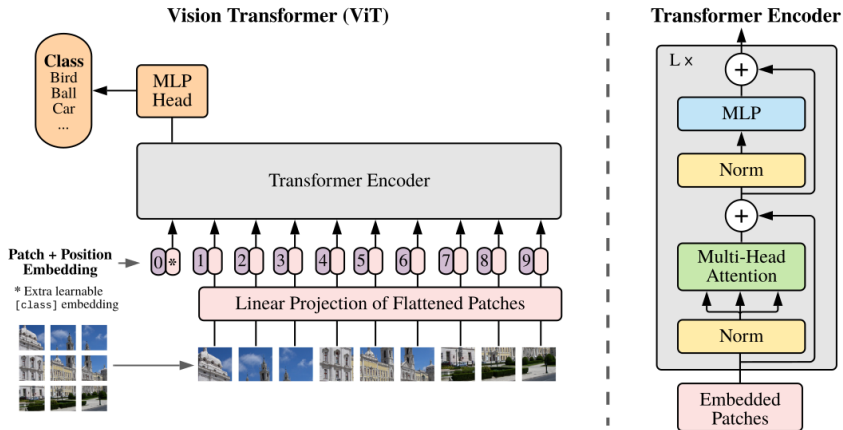 Vision Transformer (ViT)
Class
Bird
Ball
Car
...
MLP
Head
Transformer Encoder
Patch + Position
Embedding
0 * 1 2 3 4 5 6 7 8 9
* Extra learnable
[class] embedding
Linear Projection of Flattened Patches
Transformer Encoder
L x
+
MLP
Norm
+
Multi-Head
Attention
Norm
Embedded
Patches